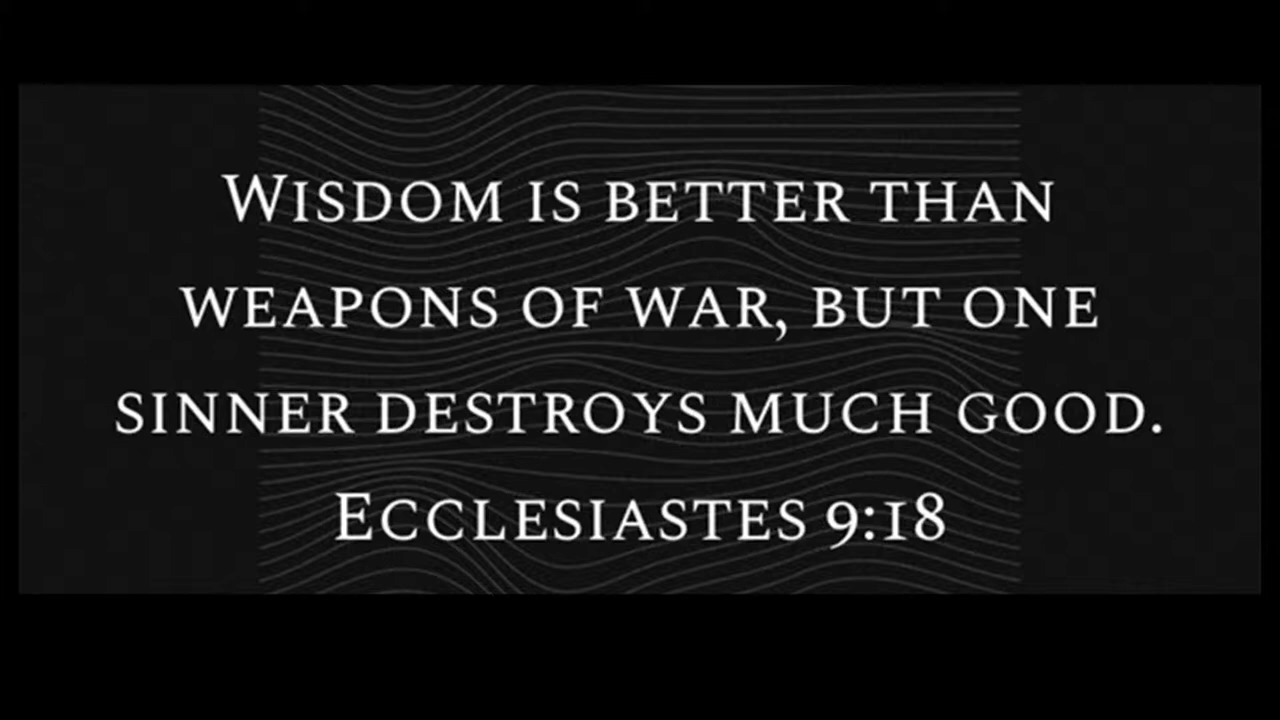 Wisdom is better than
weapons of war, but one
sinner destroys much good.
Ecclesiastes 9:18